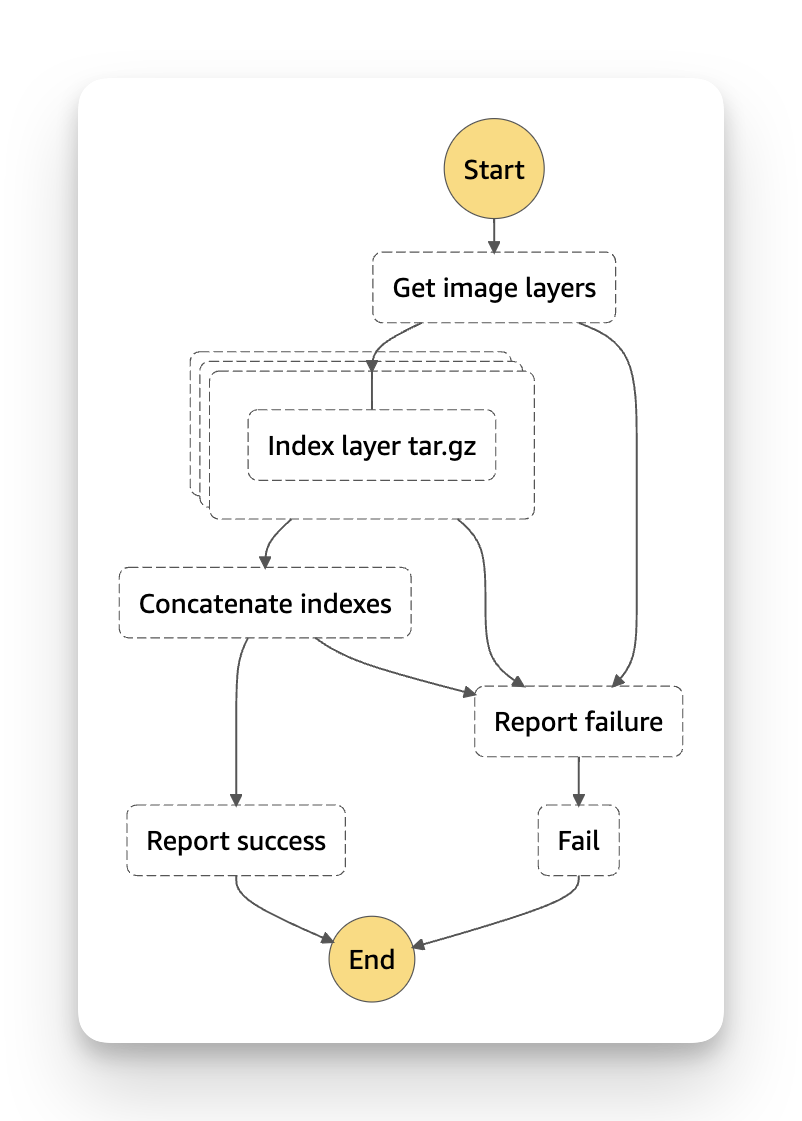 Start
Get image layers
Index layer tar.gz
Concatenate indexes
Report failure
Report success
Fail
End